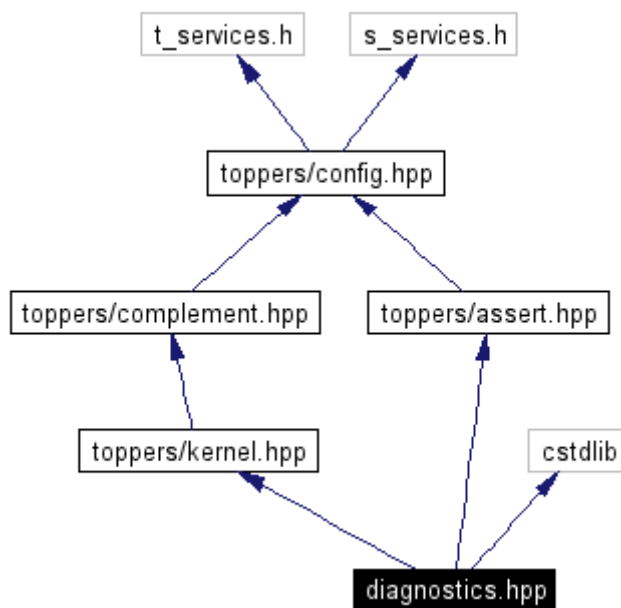 t_services.h
s_services.h
toppers/config.hpp
toppers/complement.hpp
toppers/assert.hpp
toppers/kernel.hpp
cstdlib
diagnostics.hpp